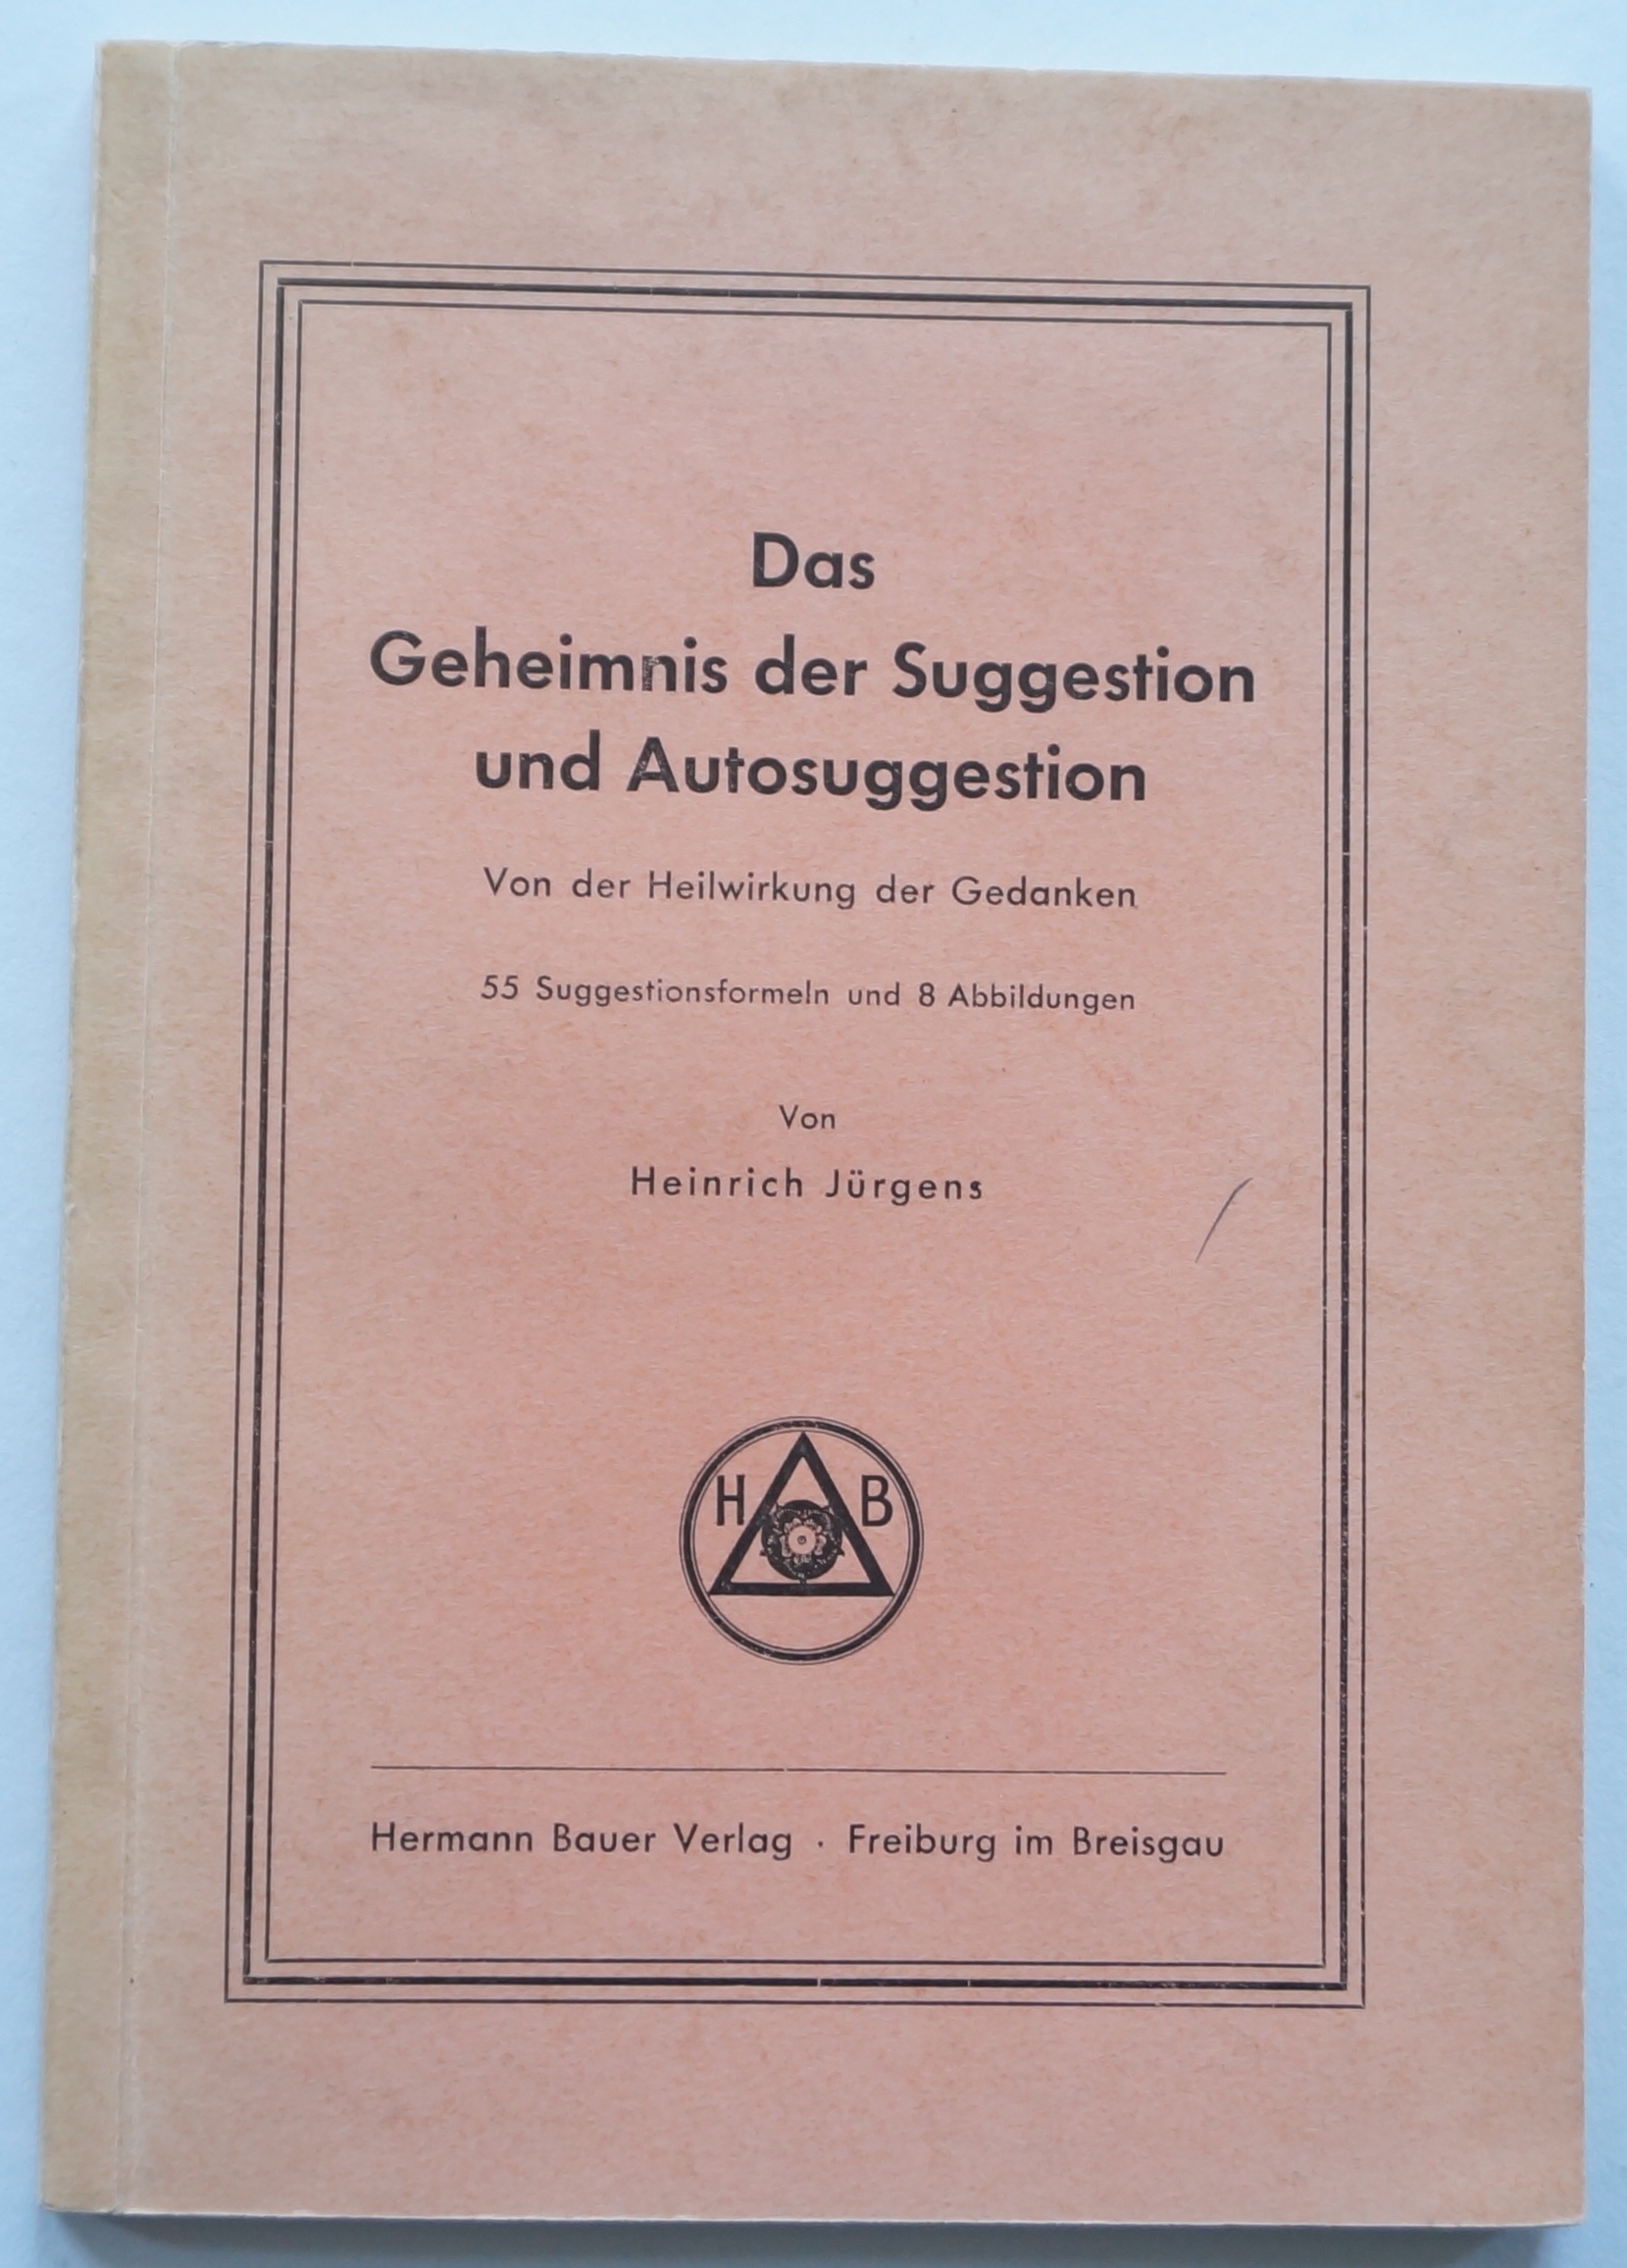 Das
Geheimnis der Suggestion
und Autosuggestion
Von der Heilwirkung der Gedanken
55 Suggestionsformeln und 8 Abbildungen
Von
Heinrich Jürgens
H B
Hermann Bauer Verlag · Freiburg im Breisgau